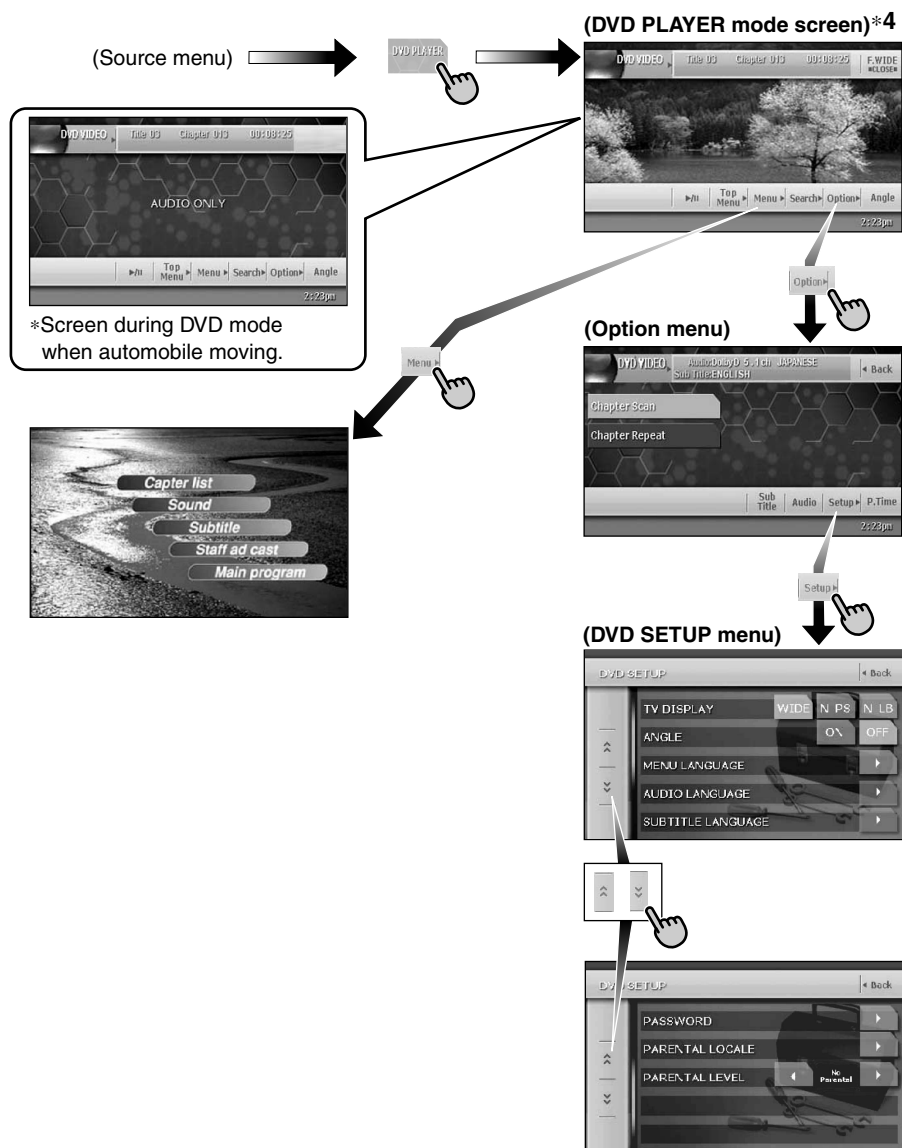 (DVD PLAYER mode screen)*4
(Source menu)
DVD PLAYER
DVD VIDEO
Title 03 Chapter 013 00:08:25
F.WIDE
CLOSE
Top
Menu Menu Search Option Angle
2:23pm
DVD VIDEO
Title 03 Chapter 013 00:08:25
AUDIO ONLY
Top
Menu Menu Search Option Angle
2:23pm
*Screen during DVD mode
when automobile moving.
Option
Menu
(Option menu)
DVD VIDEO
Audio:DolbyD 5.1ch JAPANESE
Sub Title:ENGLISH
Back
Chapter Scan
Chapter Repeat
Sub
Title Audio Setup P.Time
2:23pm
Capter list
Sound
Subtitle
Staff ad cast
Main program
Setup
(DVD SETUP menu)
DVD SETUP
Back
TV DISPLAY WIDE N PS N LB
ANGLE ON OFF
MENU LANGUAGE
AUDIO LANGUAGE
SUBTITLE LANGUAGE
DVD SETUP
Back
PASSWORD
PARENTAL LOCALE
PARENTAL LEVEL
No
Parental